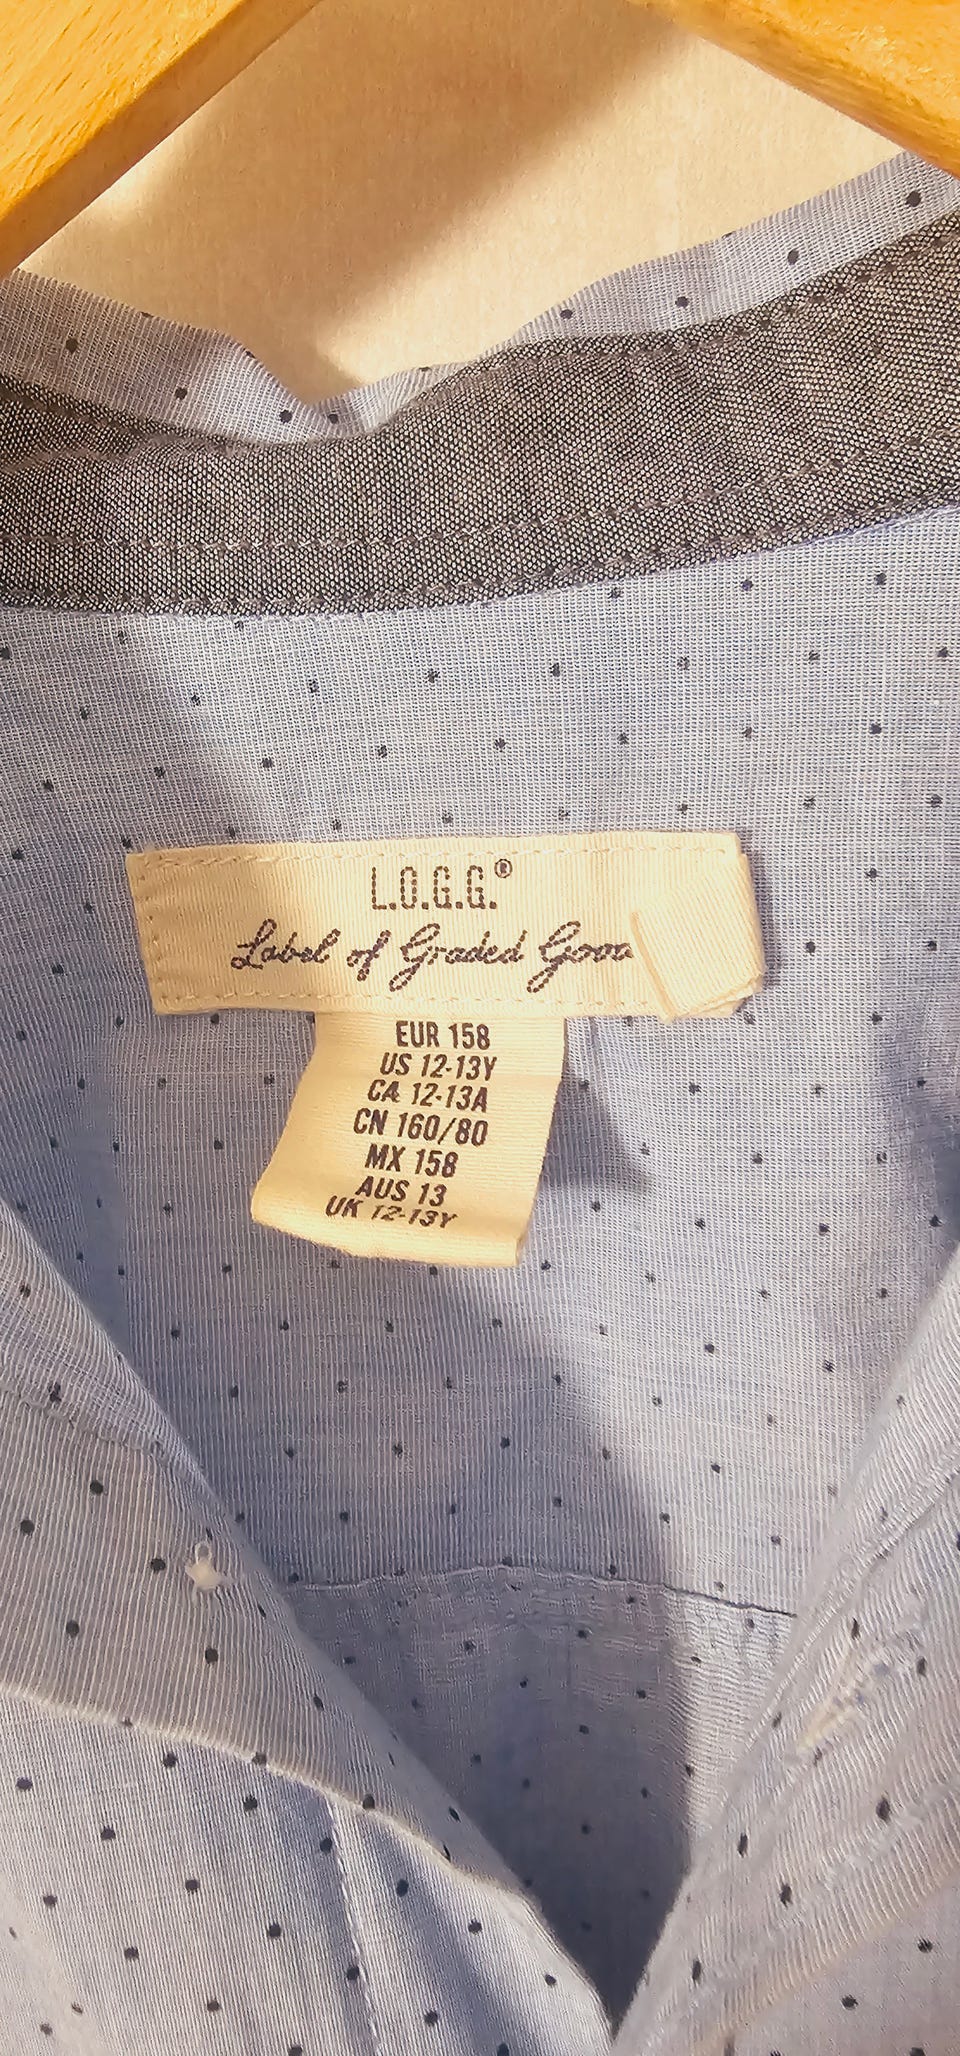 L.O.G.G.®
Label of Graded Good
EUR 158
US 12-13Y
CA 12-13A
CN 160/80
MX 158
AUS 13
UK 12-13Y